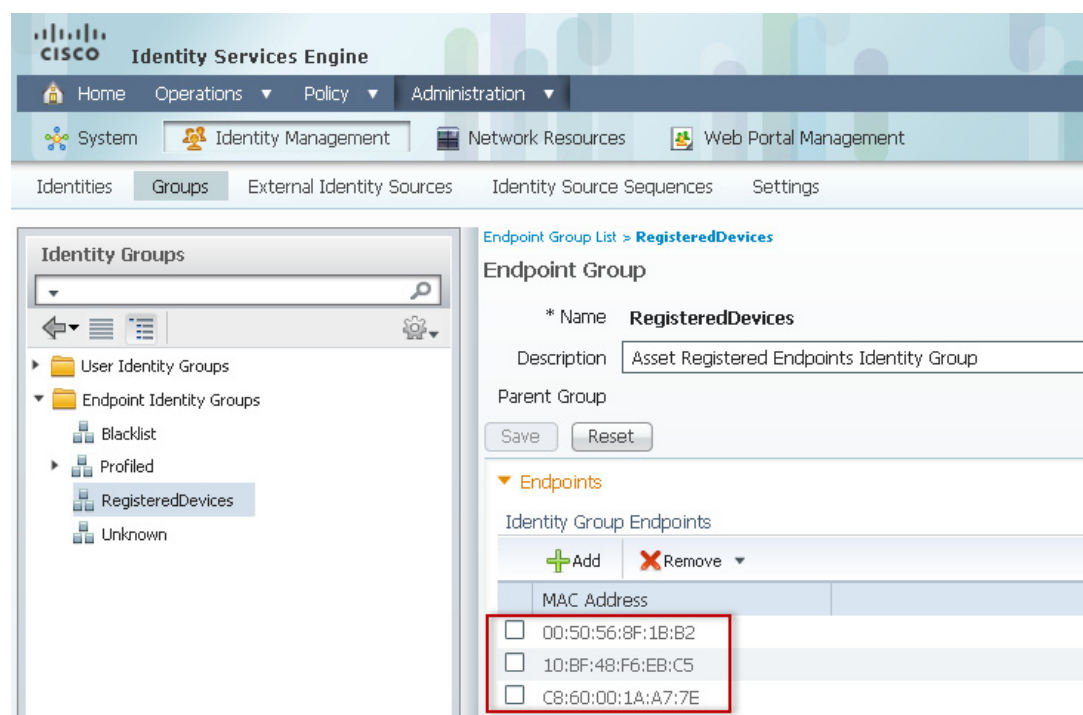 CISCO Identity Services Engine
Home Operations Policy Administration
System Identity Management Network Resources Web Portal Management
Identities Groups External Identity Sources Identity Source Sequences Settings
Identity Groups
User Identity Groups
Endpoint Identity Groups
Blacklist
Profiled
RegisteredDevices
Unknown
Endpoint Group List > RegisteredDevices
Endpoint Group
* Name RegisteredDevices
Description Asset Registered Endpoints Identity Group
Parent Group
Save Reset
Endpoints
Identity Group Endpoints
Add Remove
MAC Address
00:50:56:8F:1B:B2
10:BF:48:F6:EB:C5
C8:60:00:1A:A7:7E